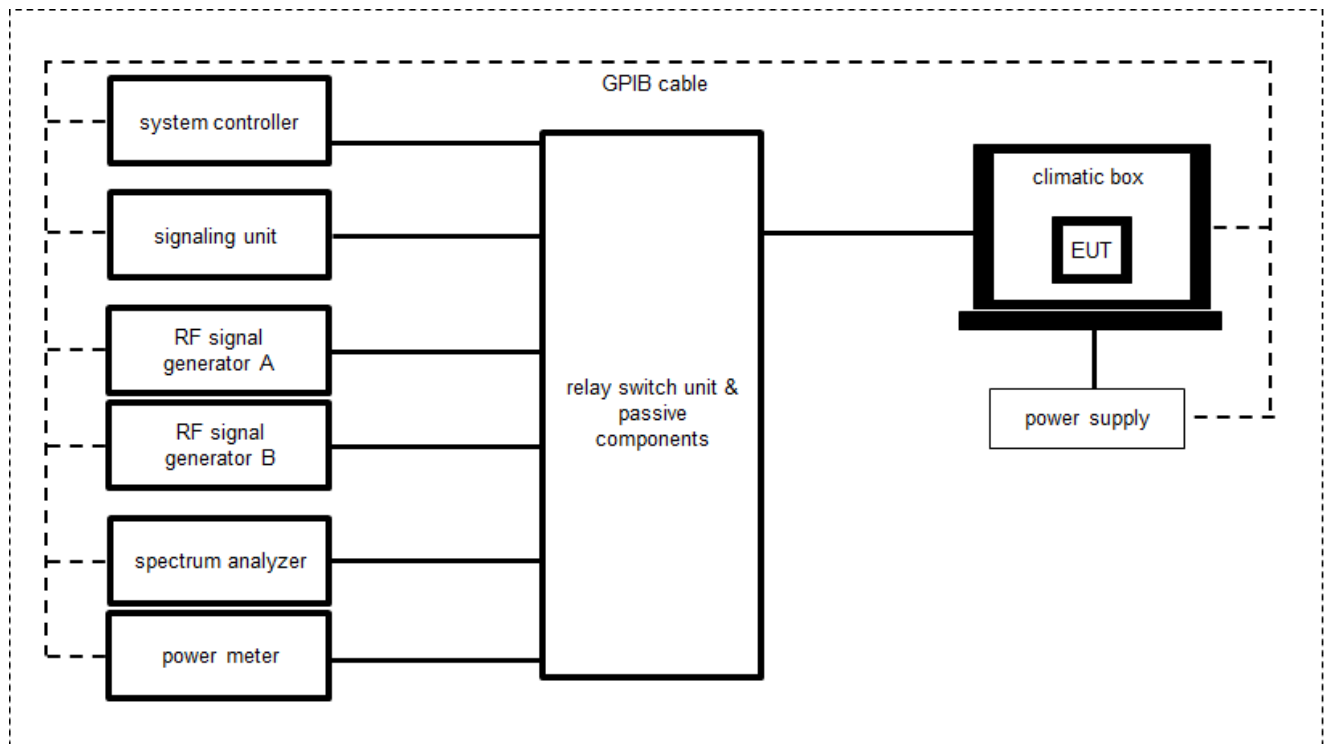 GPIB cable
system controller
signaling unit
RF signal
generator A
RF signal
generator B
spectrum analyzer
power meter
relay switch unit &
passive
components
climatic box
EUT
power supply